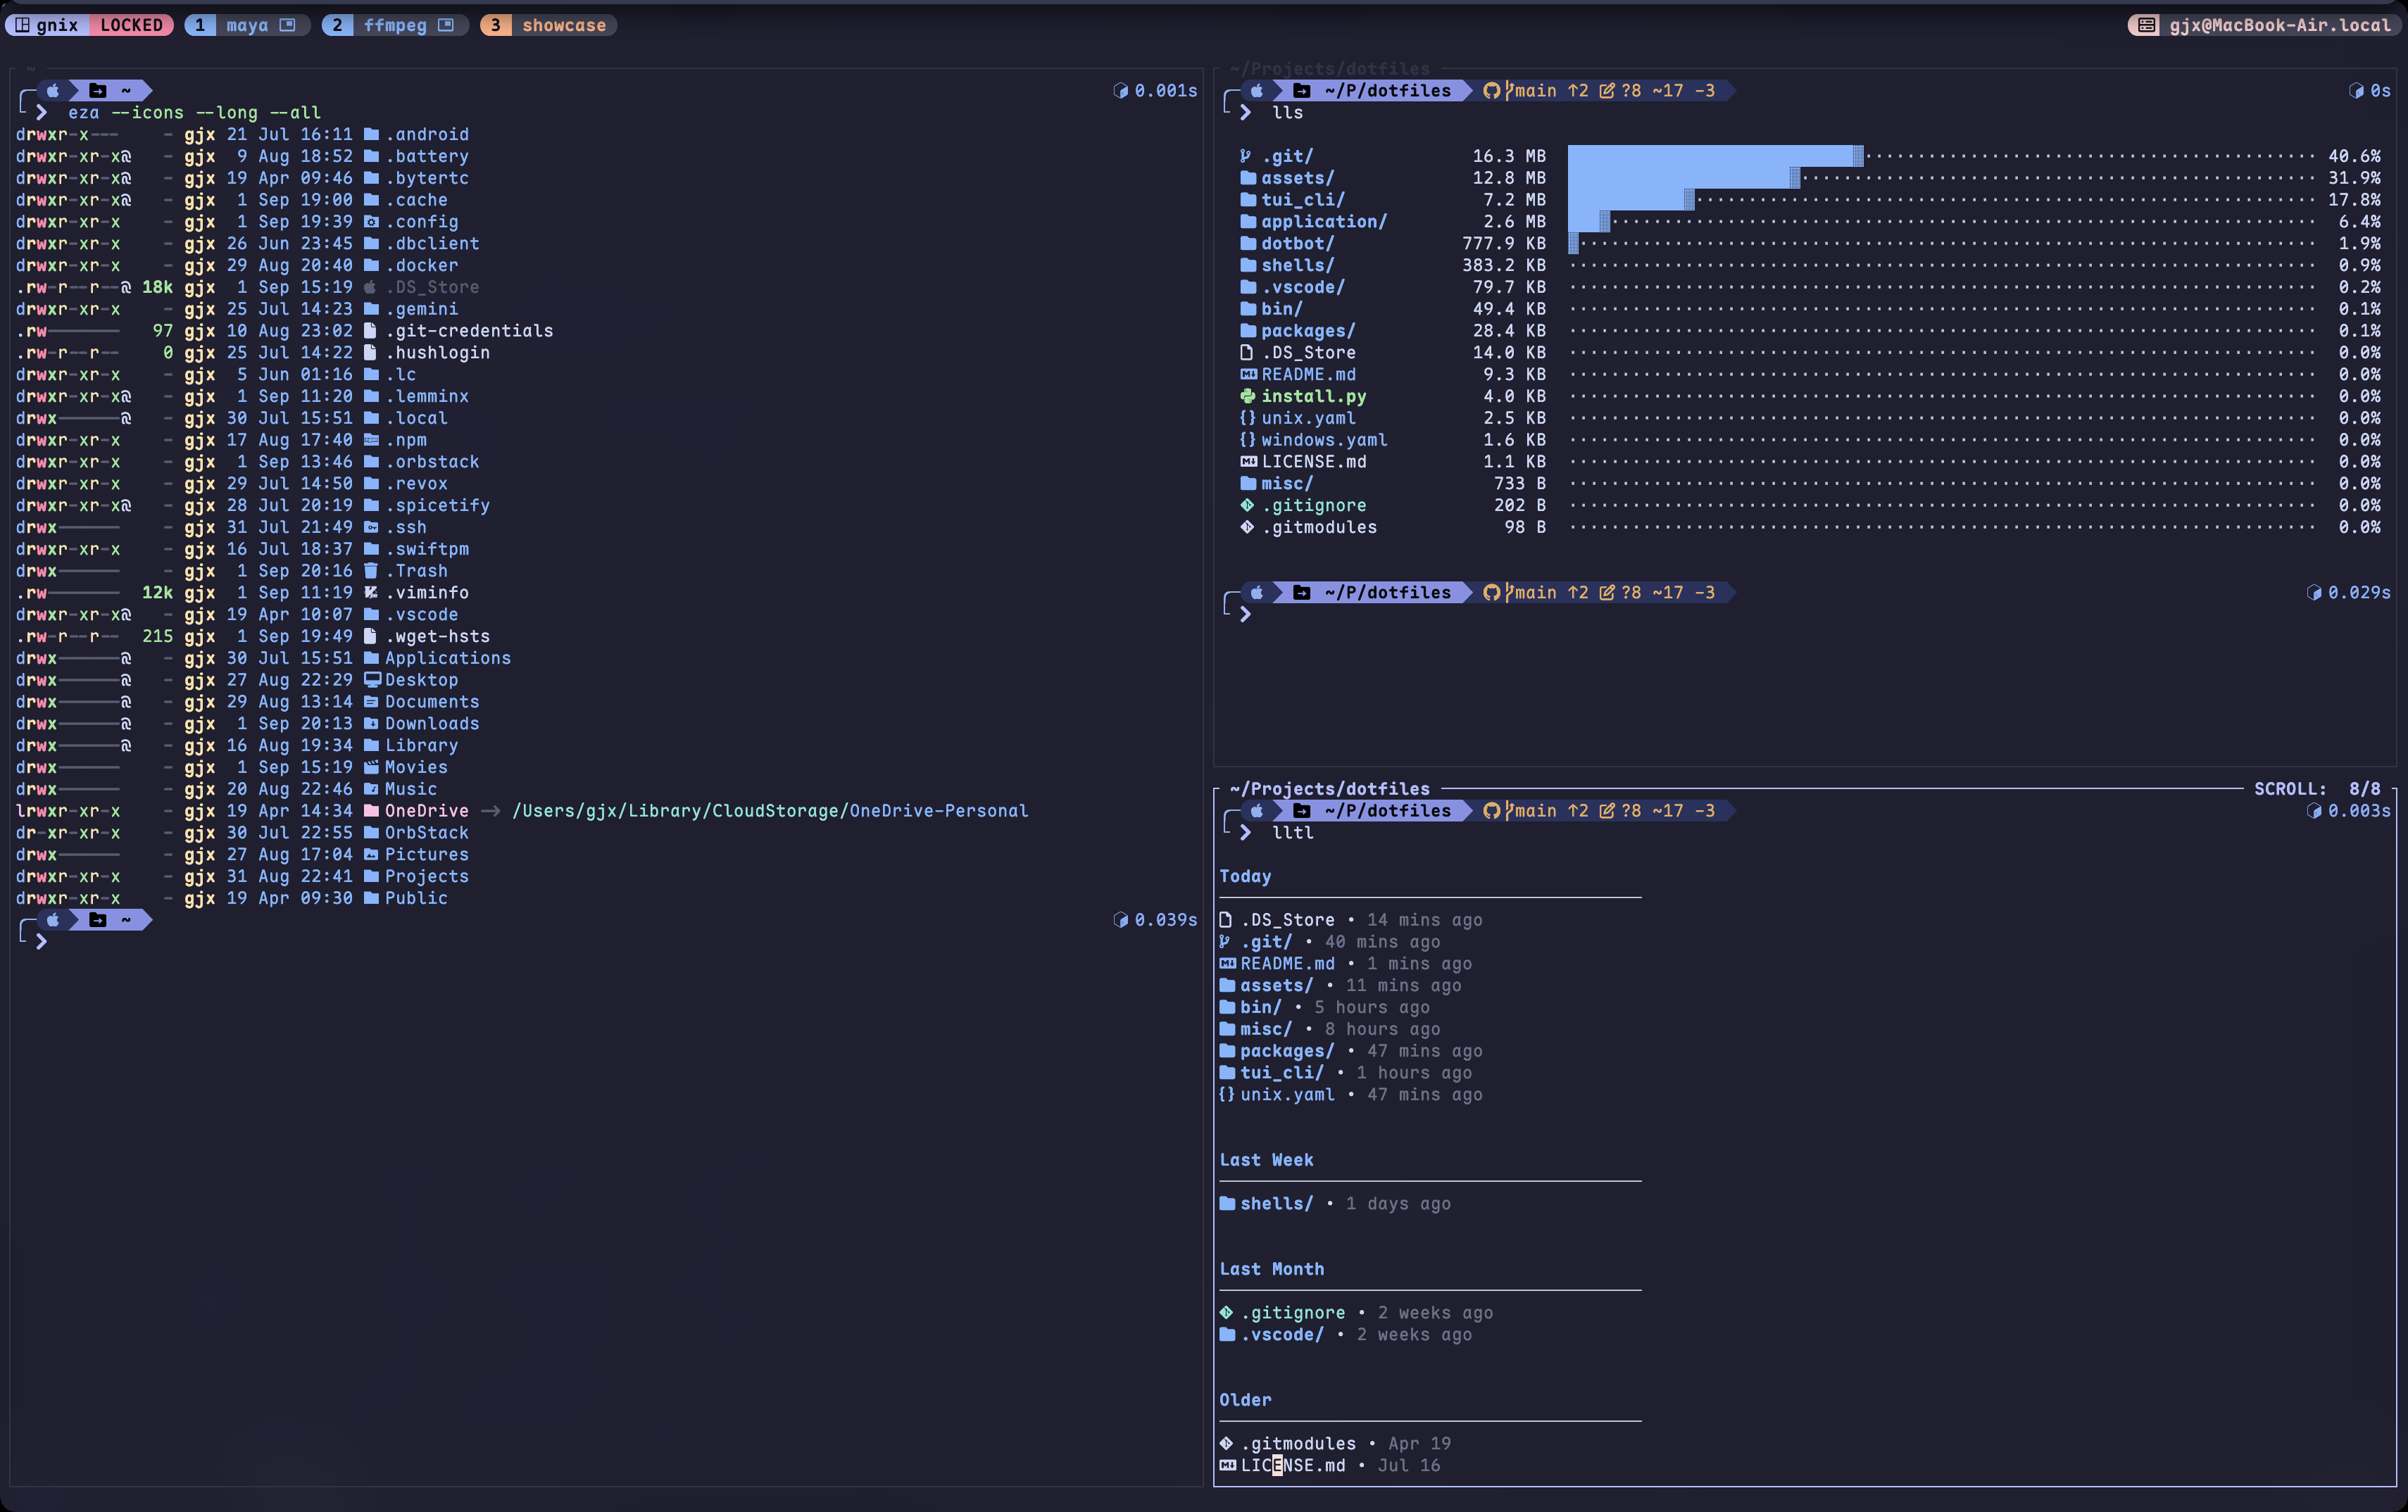 gnix LOCKED 1 maya 2 ffmpeg 3 showcase gjx@MacBook-Air.local
~
~ 0.001s
eza --icons --long --all
drwxr-x--- - gjx 21 Jul 16:11 .android
drwxr-xr-x@ - gjx 9 Aug 18:52 .battery
drwxr-xr-x@ - gjx 19 Apr 09:46 .bytertc
drwxr-xr-x@ - gjx 1 Sep 19:00 .cache
drwxr-xr-x - gjx 1 Sep 19:39 .config
drwxr-xr-x - gjx 26 Jun 23:45 .dbclient
drwxr-xr-x - gjx 29 Aug 20:40 .docker
.rw-r--r--@ 18k gjx 1 Sep 15:19 .DS_Store
drwxr-xr-x - gjx 25 Jul 14:23 .gemini
.rw------- 97 gjx 10 Aug 23:02 .git-credentials
.rw-r--r-- 0 gjx 25 Jul 14:22 .hushlogin
drwxr-xr-x - gjx 5 Jun 01:16 .lc
drwxr-xr-x@ - gjx 1 Sep 11:20 .lemminx
drwx------@ - gjx 30 Jul 15:51 .local
drwxr-xr-x - gjx 17 Aug 17:40 .npm
drwxr-xr-x - gjx 1 Sep 13:46 .orbstack
drwxr-xr-x - gjx 29 Jul 14:50 .revox
drwxr-xr-x@ - gjx 28 Jul 20:19 .spicetify
drwx------ - gjx 31 Jul 21:49 .ssh
drwxr-xr-x - gjx 16 Jul 18:37 .swiftpm
drwx------ - gjx 1 Sep 20:16 .Trash
.rw------- 12k gjx 1 Sep 11:19 .viminfo
drwxr-xr-x@ - gjx 19 Apr 10:07 .vscode
.rw-r--r-- 215 gjx 1 Sep 19:49 .wget-hsts
drwx------@ - gjx 30 Jul 15:51 Applications
drwx------@ - gjx 27 Aug 22:29 Desktop
drwx------@ - gjx 29 Aug 13:14 Documents
drwx------@ - gjx 1 Sep 20:13 Downloads
drwx------@ - gjx 16 Aug 19:34 Library
drwx------ - gjx 1 Sep 15:19 Movies
drwx------ - gjx 20 Aug 22:46 Music
lrwxr-xr-x - gjx 19 Apr 14:34 OneDrive → /Users/gjx/Library/CloudStorage/OneDrive-Personal
dr-xr-xr-x - gjx 30 Jul 22:55 OrbStack
drwx------ - gjx 27 Aug 17:04 Pictures
drwxr-xr-x - gjx 31 Aug 22:41 Projects
drwxr-xr-x - gjx 19 Apr 09:30 Public
~ 0.039s
~/Projects/dotfiles
~/P/dotfiles main ↑2 ?8 ~17 -3 0s
lls
.git/ 16.3 MB 40.6%
assets/ 12.8 MB 31.9%
tui_cli/ 7.2 MB 17.8%
application/ 2.6 MB 6.4%
dotbot/ 777.9 KB 1.9%
shells/ 383.2 KB 0.9%
.vscode/ 79.7 KB 0.2%
bin/ 49.4 KB 0.1%
packages/ 28.4 KB 0.1%
.DS_Store 14.0 KB 0.0%
README.md 9.3 KB 0.0%
install.py 4.0 KB 0.0%
{} unix.yaml 2.5 KB 0.0%
{} windows.yaml 1.6 KB 0.0%
LICENSE.md 1.1 KB 0.0%
misc/ 733 B 0.0%
.gitignore 202 B 0.0%
.gitmodules 98 B 0.0%
~/P/dotfiles main ↑2 ?8 ~17 -3 0.029s
~/Projects/dotfiles SCROLL: 8/8
~/P/dotfiles main ↑2 ?8 ~17 -3 0.003s
lltl
Today
.DS_Store • 14 mins ago
.git/ • 40 mins ago
README.md • 1 mins ago
assets/ • 11 mins ago
bin/ • 5 hours ago
misc/ • 8 hours ago
packages/ • 47 mins ago
tui_cli/ • 1 hours ago
{} unix.yaml • 47 mins ago
Last Week
shells/ • 1 days ago
Last Month
.gitignore • 2 weeks ago
.vscode/ • 2 weeks ago
Older
.gitmodules • Apr 19
LICENSE.md • Jul 16